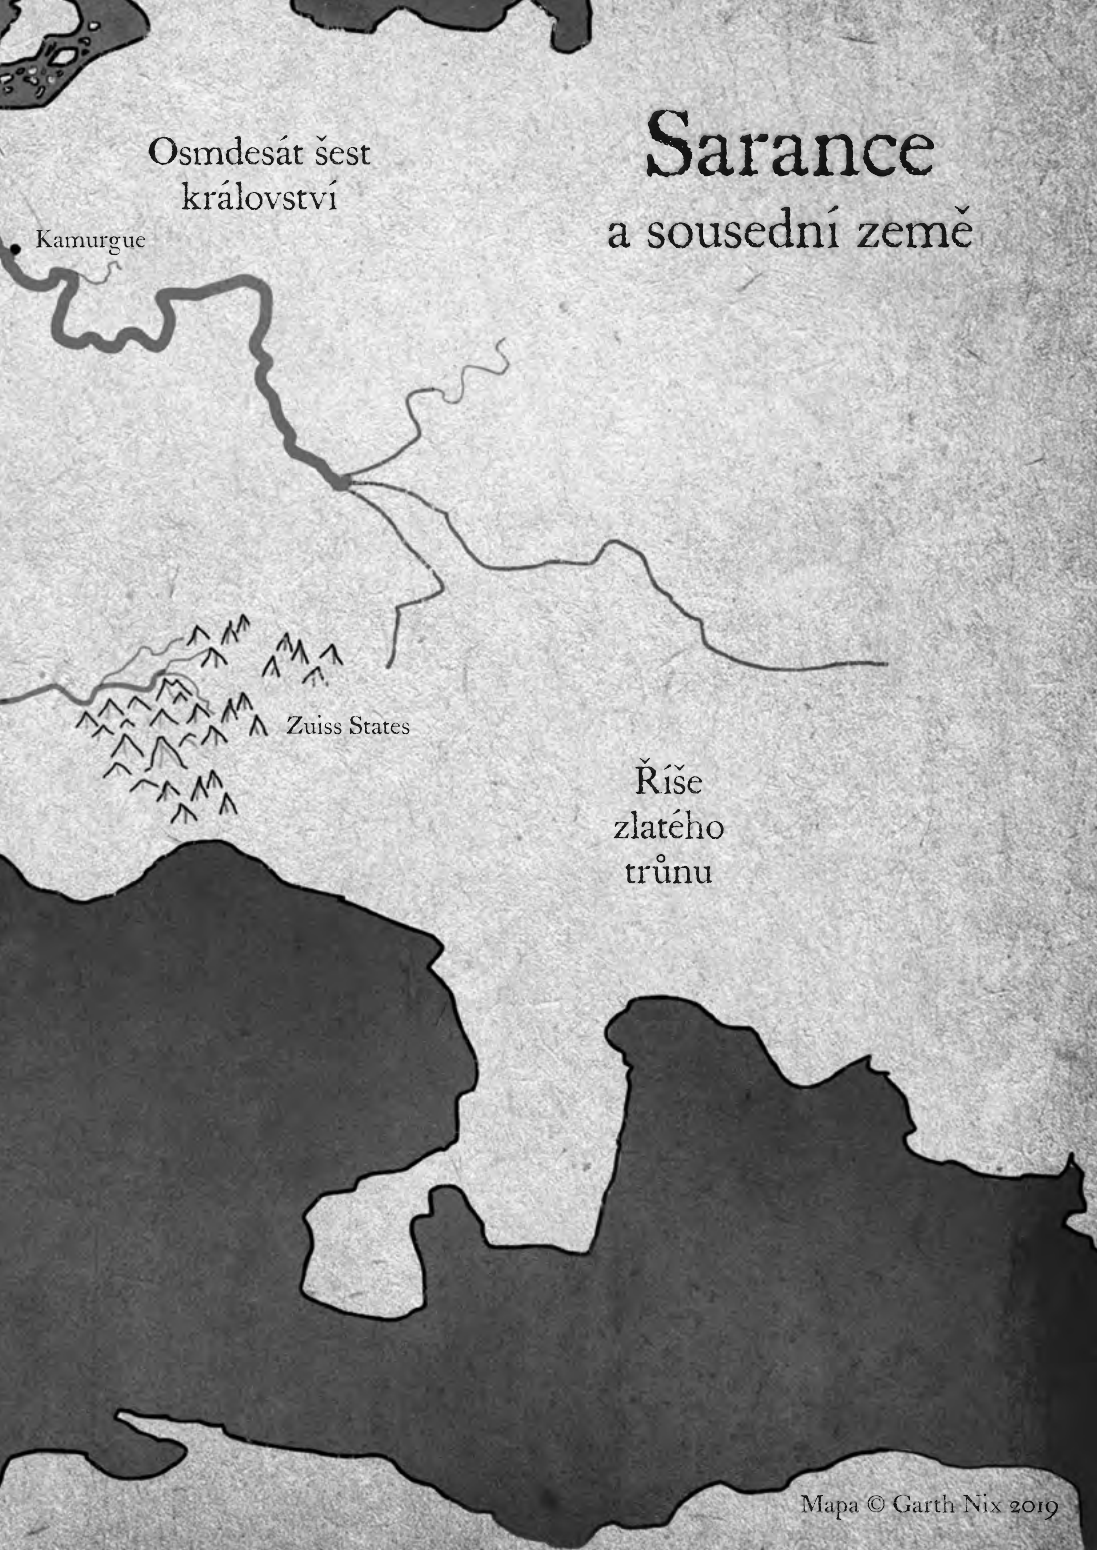 Sarance
a sousední země
Osmdesát šest
království
Kamurgue
Zuiss States
Říše
zlatého
trůnu
Mapa © Garth Nix 2019